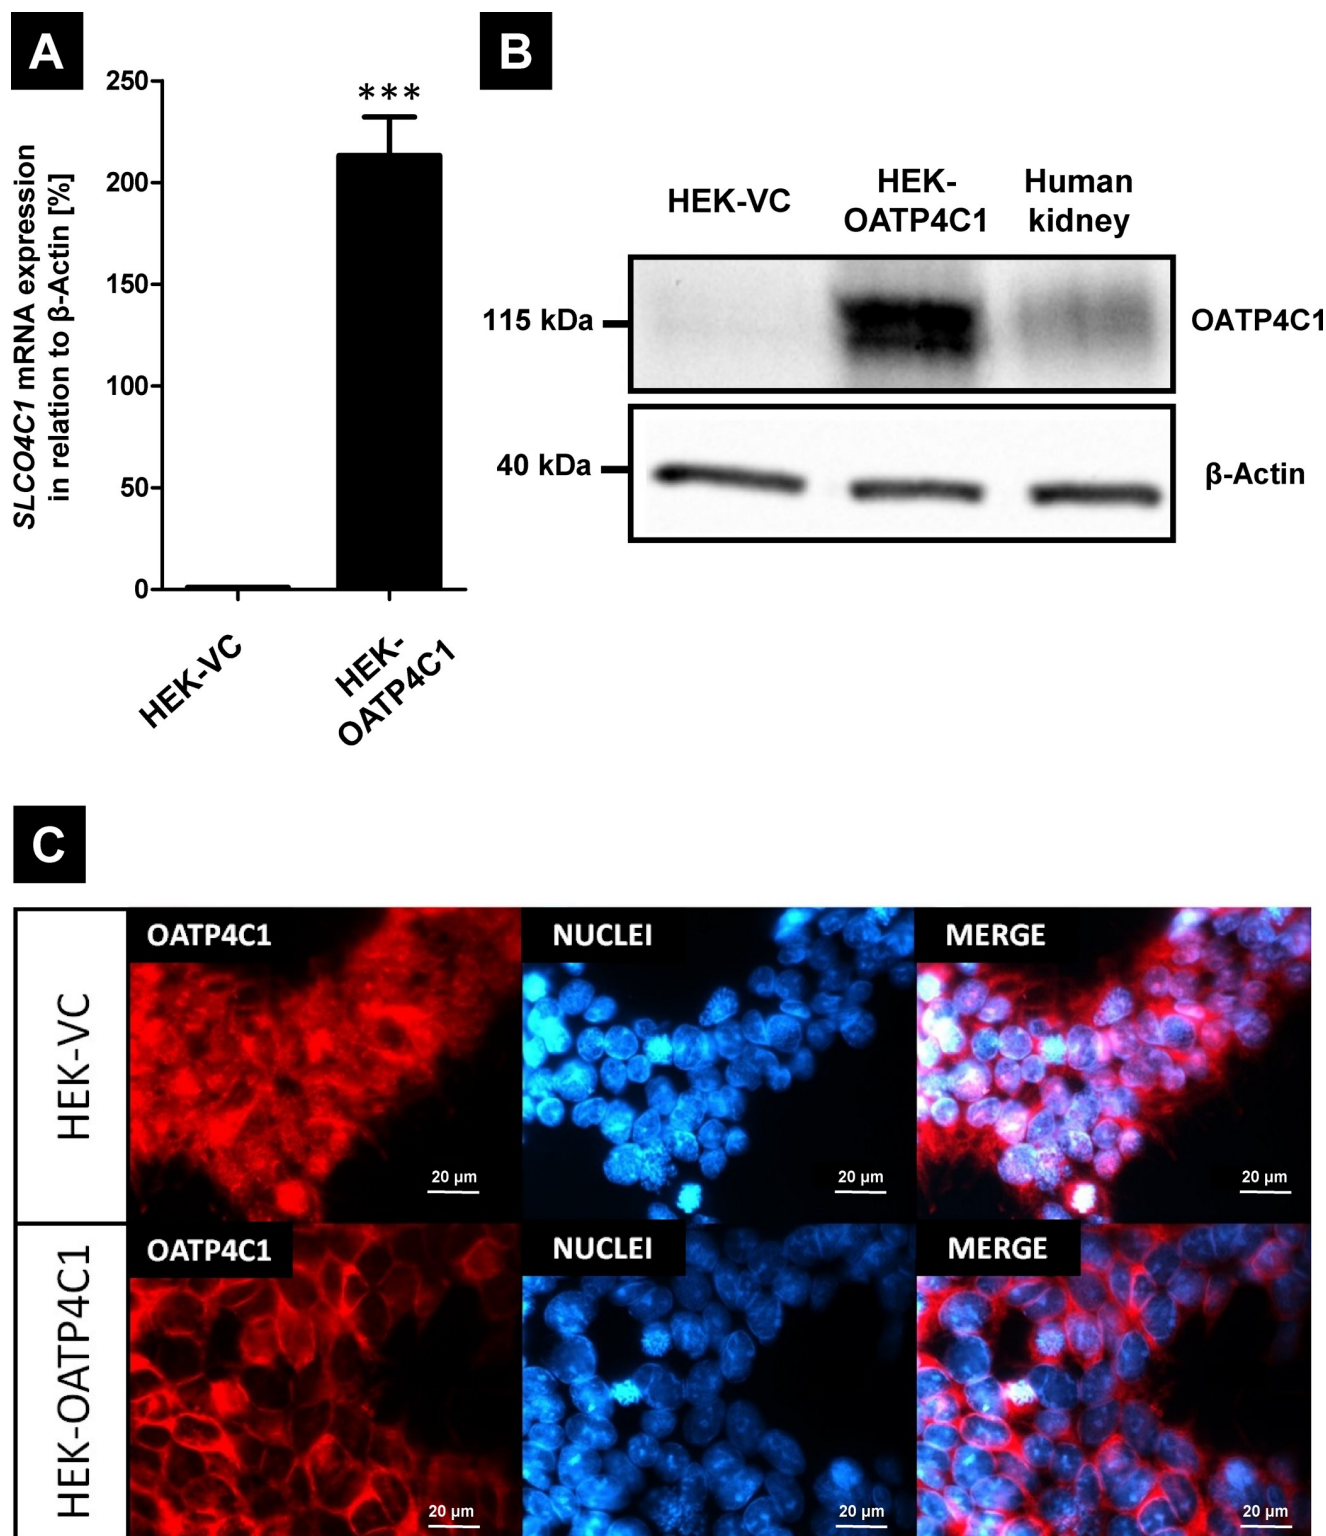 A
SLCO4C1 mRNA expression
in relation to β-Actin [%]
250
200
150
100
50
0
***
HEK-VC
HEK-
OATP4C1
B
HEK-VC
HEK-
OATP4C1
Human
kidney
115 kDa
OATP4C1
40 kDa
β-Actin
C
HEK-VC
OATP4C1
NUCLEI
MERGE
20 µm
20 µm
20 µm
HEK-OATP4C1
OATP4C1
NUCLEI
MERGE
20 µm
20 µm
20 µm